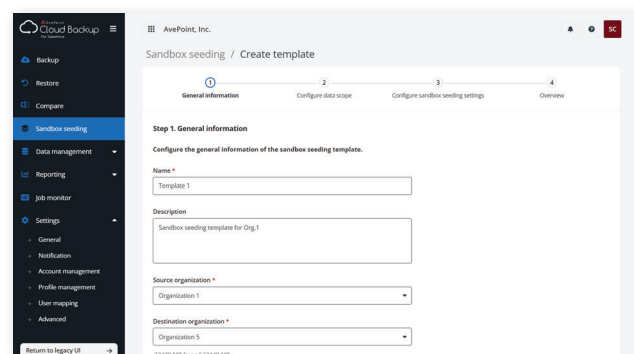 AvePoint
Cloud Backup
for Salesforce
AvePoint, Inc.
SC
Sandbox seeding / Create template
Backup
Restore
Compare
Sandbox seeding
Data management
Reporting
Job monitor
Settings
General
Notification
Account management
Profile management
User mapping
Advanced
Return to legacy UI
1
2
3
4
General information
Configure data scope
Configure sandbox seeding settings
Overview
Step 1. General information
Configure the general information of the sandbox seeding template.
Name *
Template 1
Description
Sandbox seeding template for Org.1
Source organization *
Organization 1
Destination organization *
Organization 5